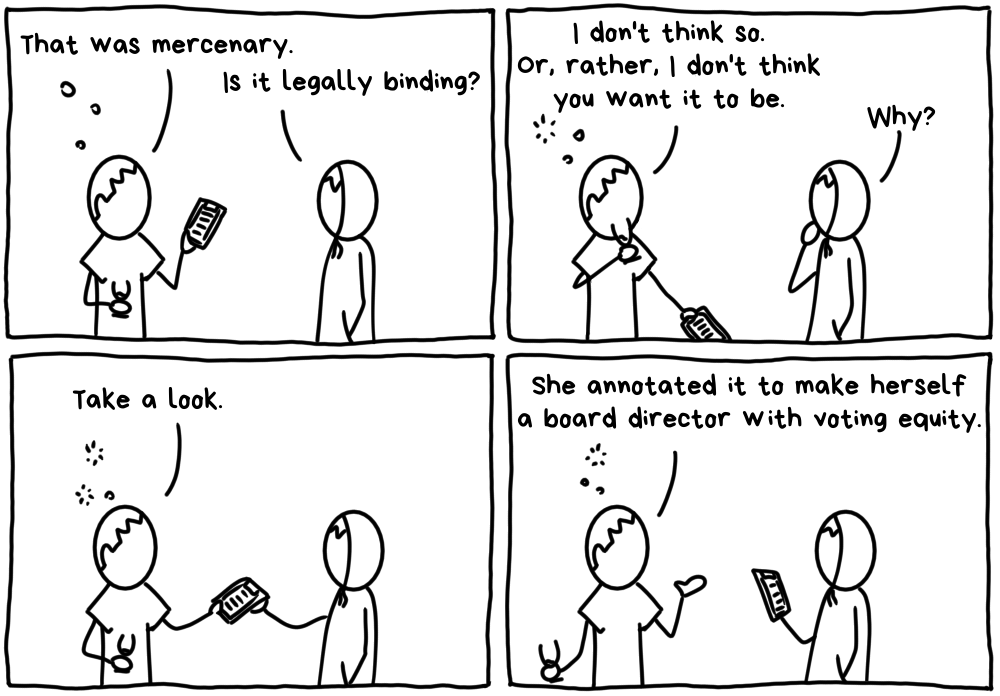 That was mercenary.
Is it legally binding?
I don't think so.
Or, rather, I don't think
you want it to be.
Why?
Take a look.
She annotated it to make herself
a board director with voting equity.